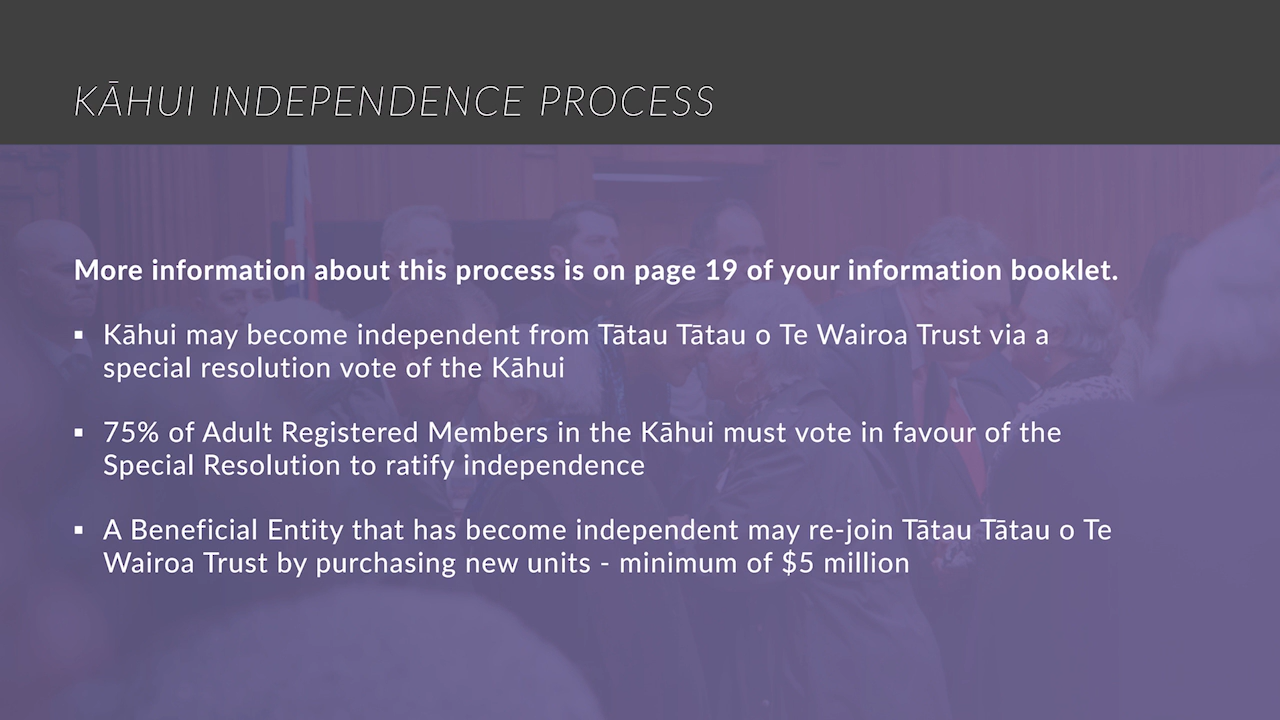 KĀHUI INDEPENDENCE PROCESS
More information about this process is on page 19 of your information booklet.
▪ Kāhui may become independent from Tātau Tātau o Te Wairoa Trust via a
special resolution vote of the Kāhui
▪ 75% of Adult Registered Members in the Kāhui must vote in favour of the
Special Resolution to ratify independence
▪ A Beneficial Entity that has become independent may re-join Tātau Tātau o Te
Wairoa Trust by purchasing new units - minimum of $5 million